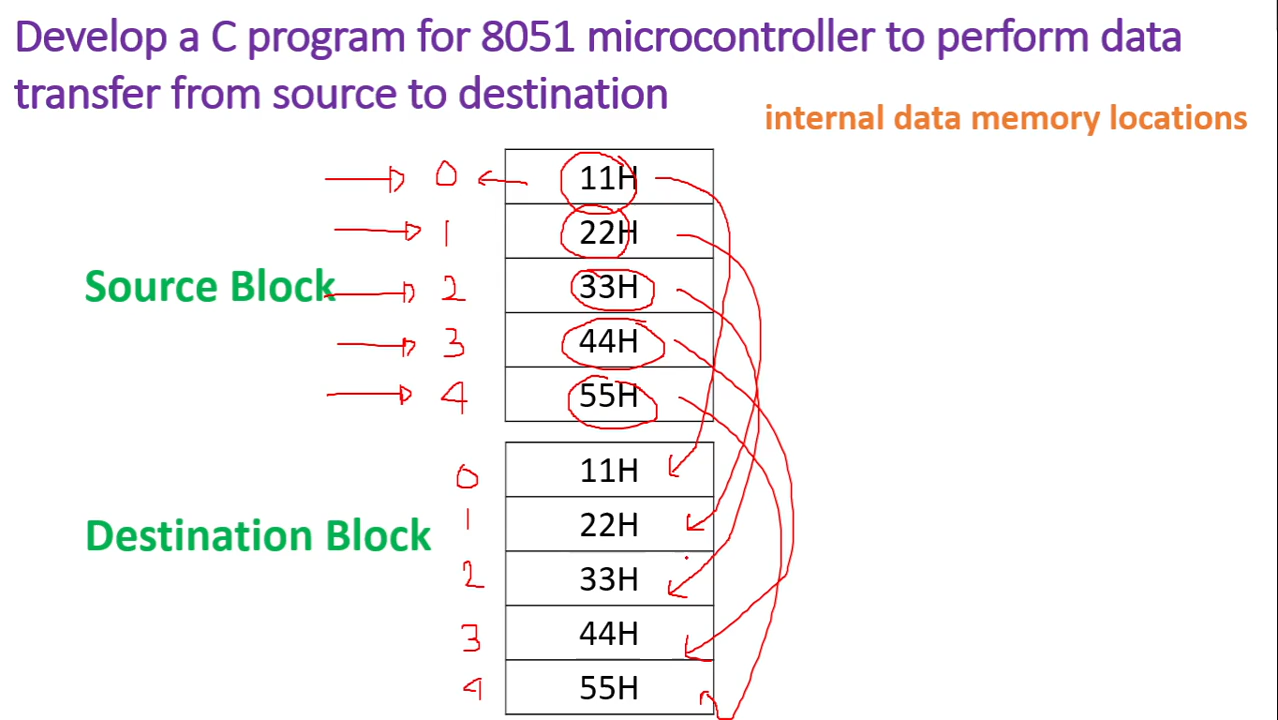 Develop a C program for 8051 microcontroller to perform data
transfer from source to destination
internal data memory locations
0 11H
1 22H
Source Block 2 33H
3 44H
4 55H
0 11H
1 22H
Destination Block
2 33H
3 44H
4 55H